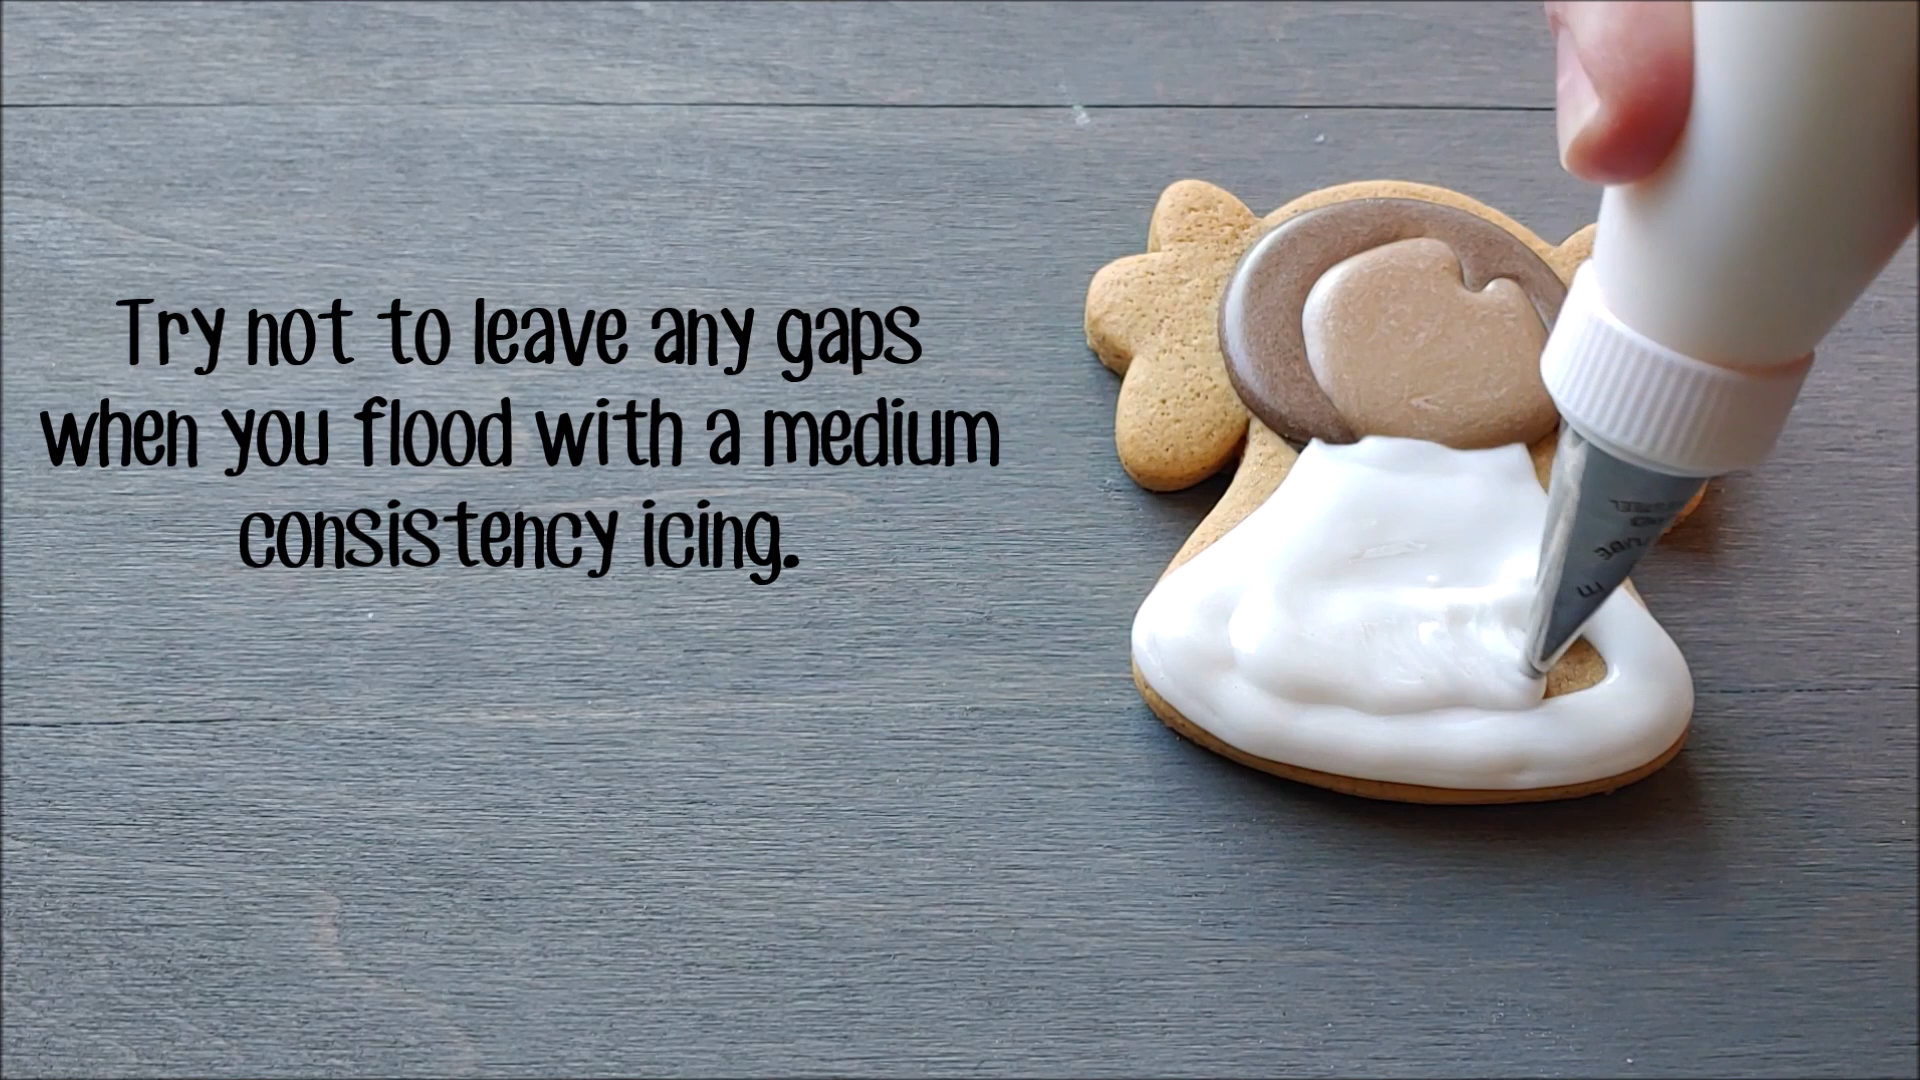 Try not to leave any gaps
when you flood with a medium
consistency icing.